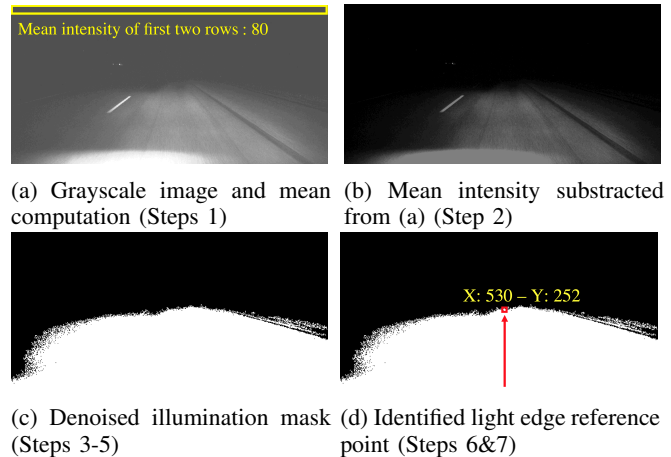 Mean intensity of first two rows : 80
(a) Grayscale image and mean
computation (Steps 1)
(b) Mean intensity substracted
from (a) (Step 2)
X: 530 – Y: 252
(c) Denoised illumination mask
(Steps 3-5)
(d) Identified light edge reference
point (Steps 6&7)